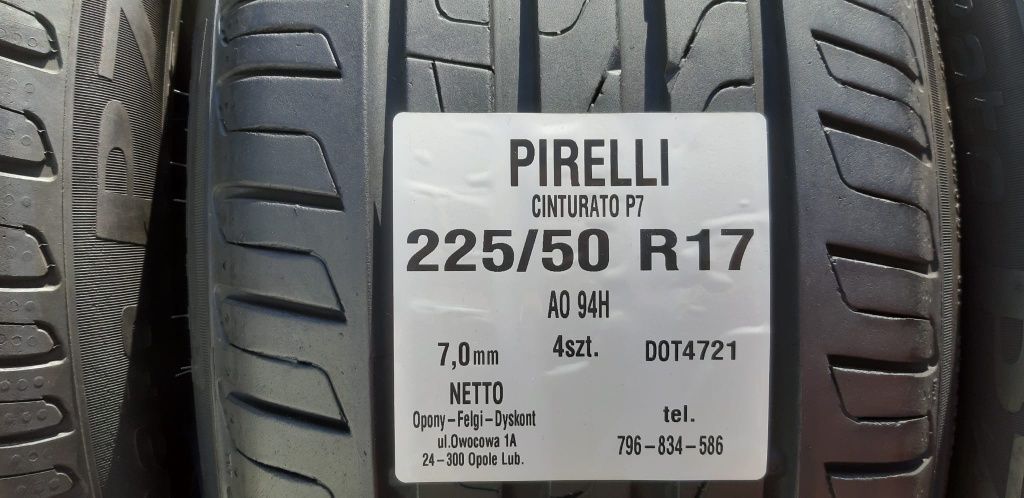 PIRELLI
CINTURATO P7
225/50 R17
AO 94H
7,0mm 4szt. DOT4721
NETTO
Opony-Felgi-Dyskont
ul.Owocowa 1A
24-300 Opole Lub.
tel.
796-834-586